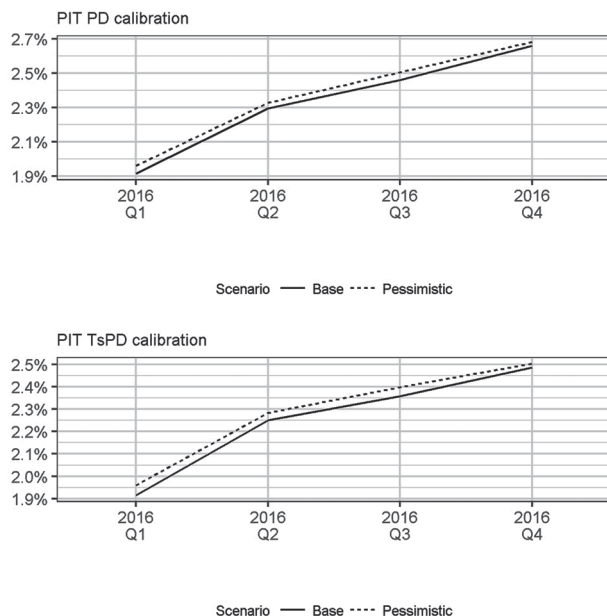 PIT PD calibration
2.7%
2.5%
2.3%
2.1%
1.9%
2016 2016 2016 2016
Q1 Q2 Q3 Q4
Scenario Base Pessimistic
PIT TsPD calibration
2.5%
2.4%
2.3%
2.2%
2.1%
2.0%
1.9%
2016 2016 2016 2016
Q1 Q2 Q3 Q4
Scenario Base Pessimistic